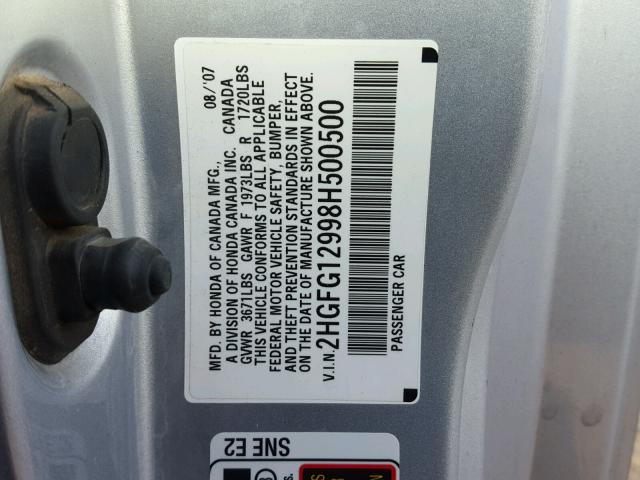 MFD. BY HONDA OF CANADA MFG., 08/'07
A DIVISION OF HONDA CANADA INC. CANADA
GVWR 3671LBS GAWR F 1973LBS R 1720LBS
THIS VEHICLE CONFORMS TO ALL APPLICABLE
FEDERAL MOTOR VEHICLE SAFETY, BUMPER,
AND THEFT PREVENTION STANDARDS IN EFFECT
ON THE DATE OF MANUFACTURE SHOWN ABOVE.
V.I.N. 2HGFG12998H500500
PASSENGER CAR
SNE E2